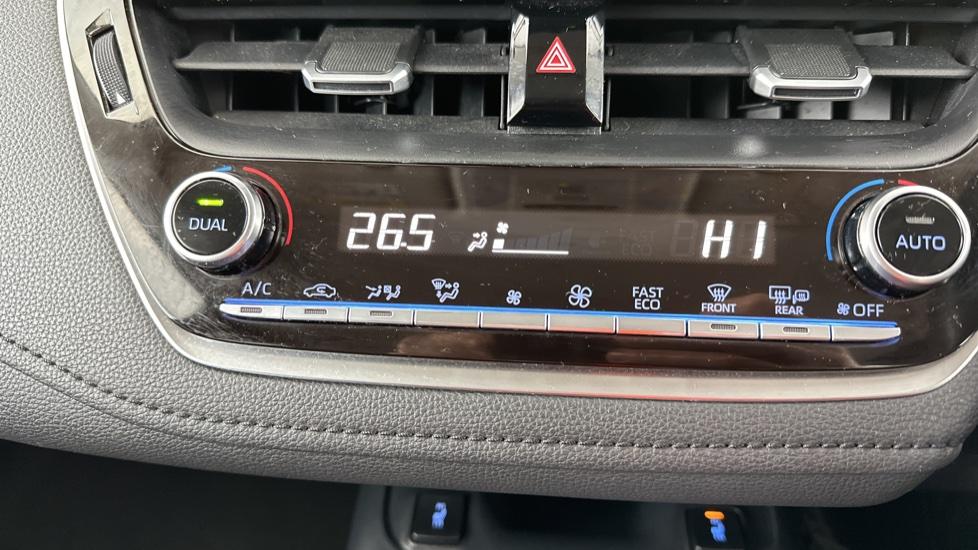 DUAL
26.5
HI
AUTO
A/C
FAST
ECO
FRONT
REAR
OFF